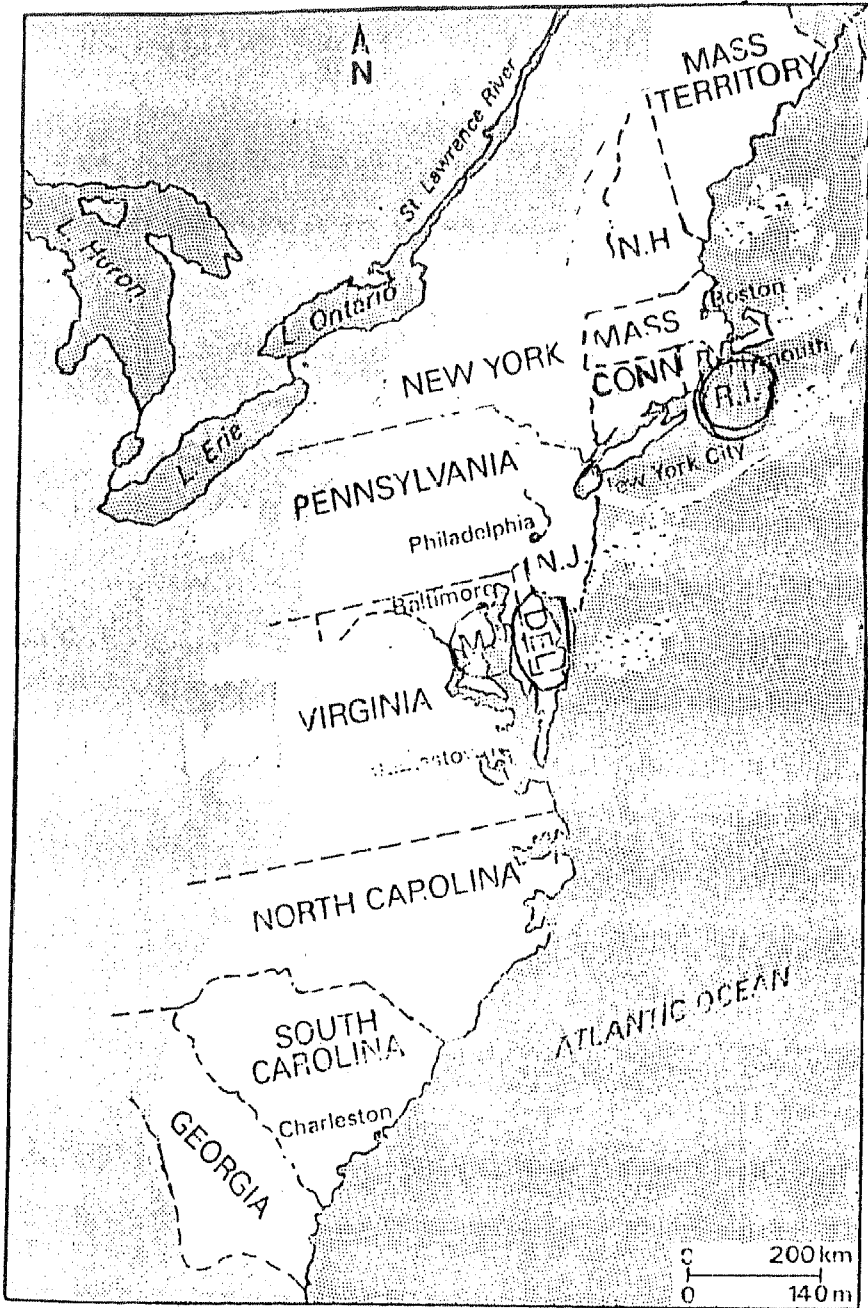 N
MASS
TERRITORY
St. Lawrence River
L. Huron
N.H
L. Ontario
Boston
MASS
NEW YORK
CONN
R.I.
L. Erie
New York City
PENNSYLVANIA
Philadelphia
N.J
Baltimore
DEL
M
VIRGINIA
NORTH CAROLINA
ATLANTIC OCEAN
SOUTH
CAROLINA
Charleston
GEORGIA
0 200 km
0 140 m